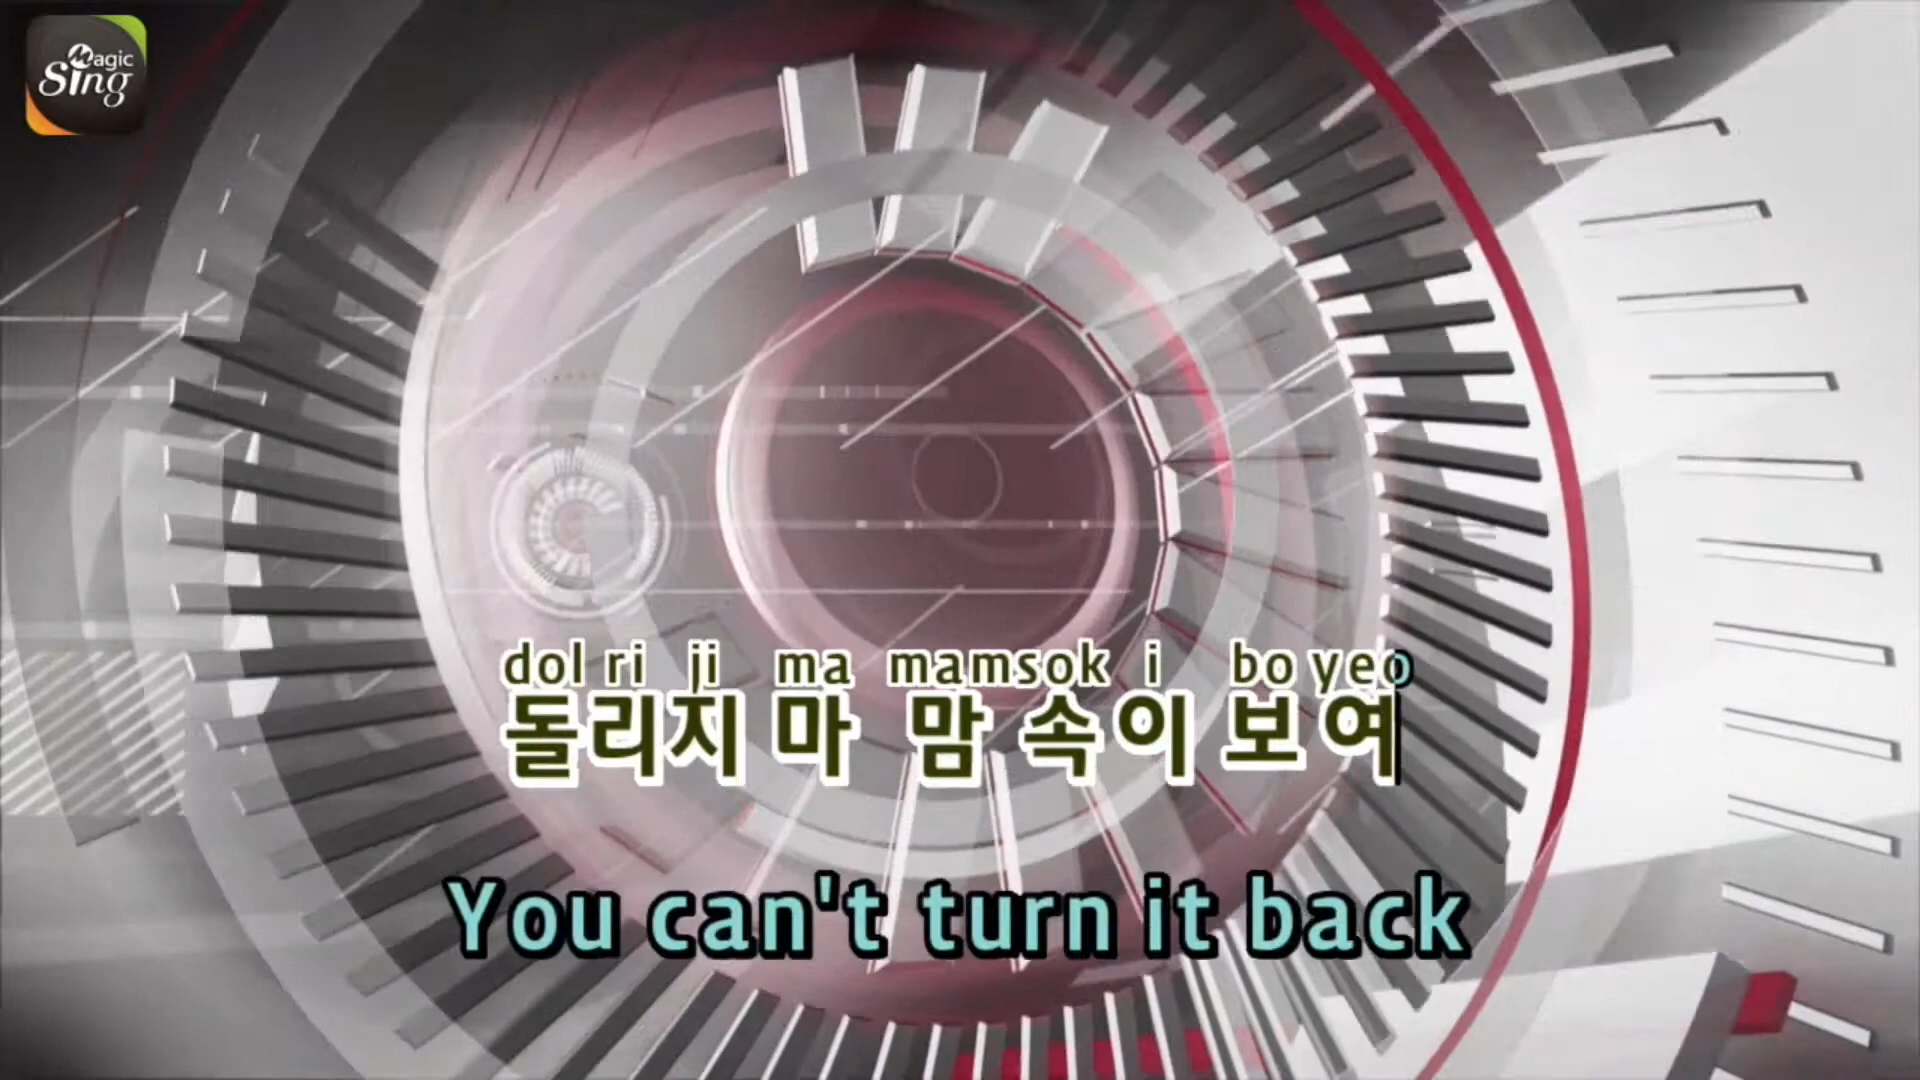 Magic
Sing
dol ri ji ma mamsok i bo yeo
돌리지 마 맘 속이 보여
You can't turn it back